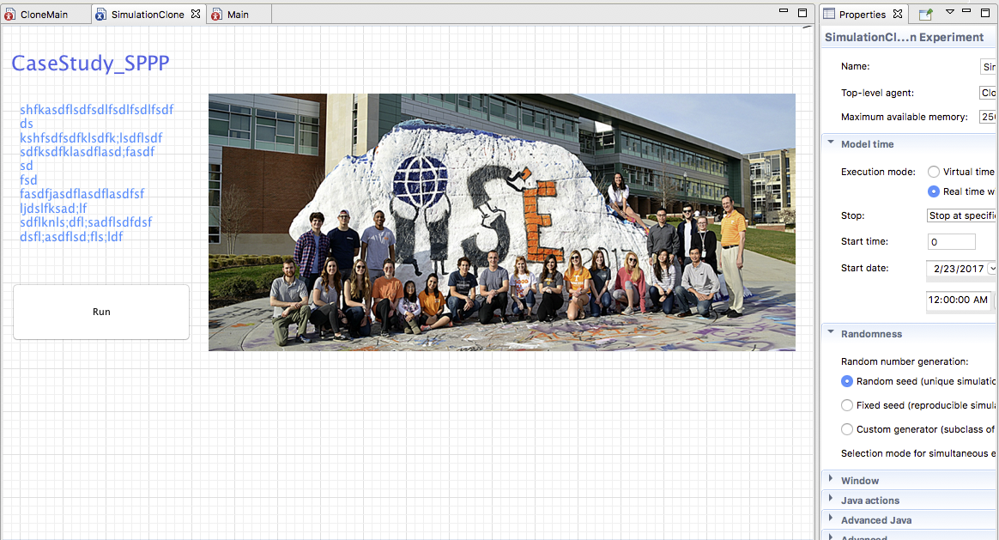 CloneMain
SimulationClone
Main
Properties
SimulationCl...n Experiment
CaseStudy_SPPP
shfkasdflsdfsdlfsdlfsdlfsdf
ds
kshfsdfsdfklsdfk;lsdflsdf
sdfksdfklasdflasd;fasdf
sd
fsd
fasdfjasdflasdflasdfsf
ljdslfksad;lf
sdflknls;dfl;sadflsdfdsf
dsfl;asdflsd;fls;ldf
Run
IISE
2017
Name:
Sir
Top-level agent:
Clo
Maximum available memory:
250
Model time
Execution mode:
Virtual time
Real time w
Stop:
Stop at specifi
Start time:
0
Start date:
2/23/2017
12:00:00 AM
Randomness
Random number generation:
Random seed (unique simulatio
Fixed seed (reproducible simula
Custom generator (subclass of
Selection mode for simultaneous e
Window
Java actions
Advanced Java
Advanced